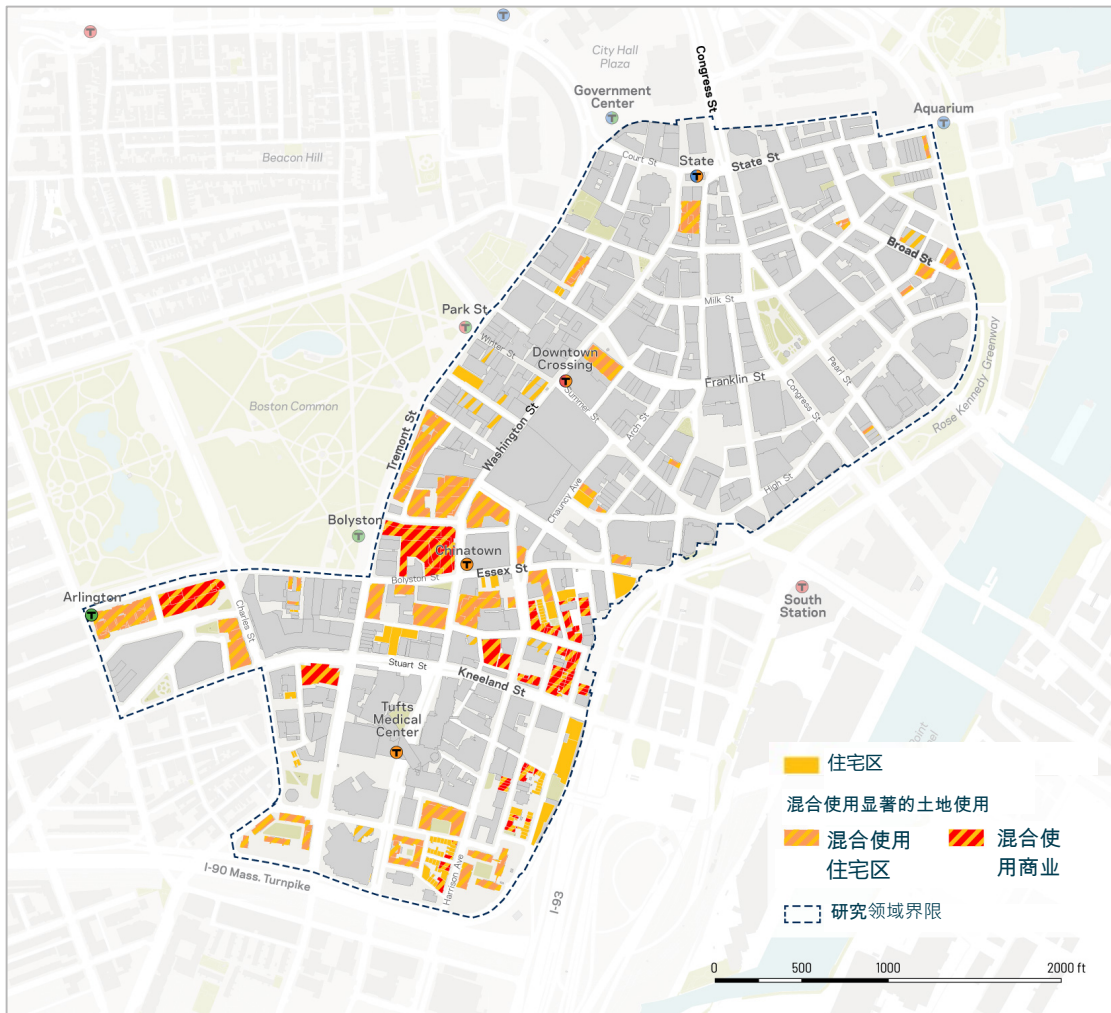 City Hall
Plaza
Congress St
Government
Center
Aquarium
Beacon Hill
Court St
State
State St
Broad St
Park St
Milk St
Winter St
Downtown
Crossing
Franklin St
Pearl St
Congress St
Summer St
Arch St
Rose Kennedy Greenway
Boston Common
Tremont St
Washington St
Chauncy Ave
High St
Bolyston
Chinatown
Essex St
Bolyston St
Arlington
Charles St
South
Station
Stuart St
Kneeland St
Tufts
Medical
Center
Harrison Ave
I-90 Mass. Turnpike
I-93
住宅区
混合使用显著的土地使用
混合使用
住宅区
混合使
用商业
研究领域界限
0 500 1000 2000 ft